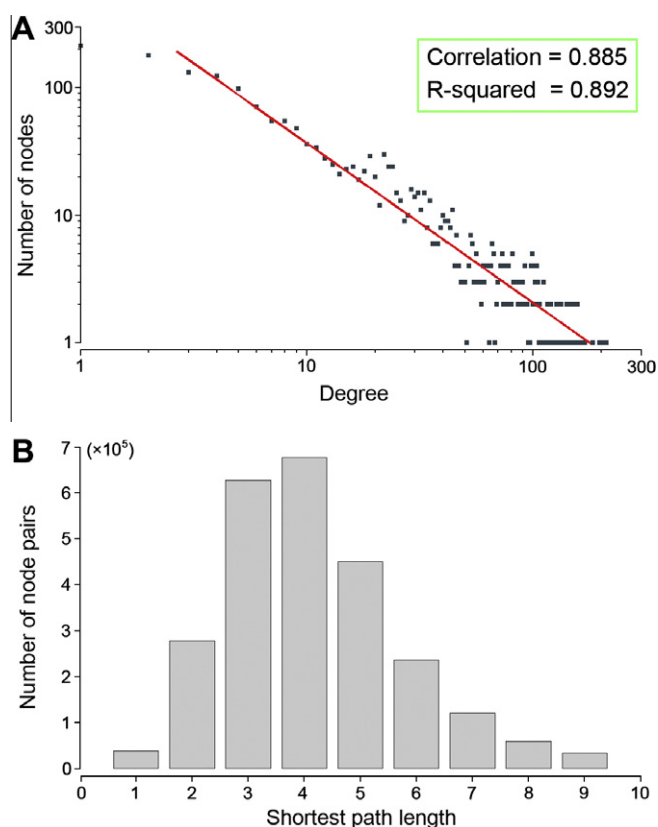 A
300
Correlation = 0.885
R-squared = 0.892
100
10
1
Number of nodes
1 10 100 300
Degree
B
7 (×10⁵)
6
5
4
3
2
1
0
Number of node pairs
0 1 2 3 4 5 6 7 8 9 10
Shortest path length